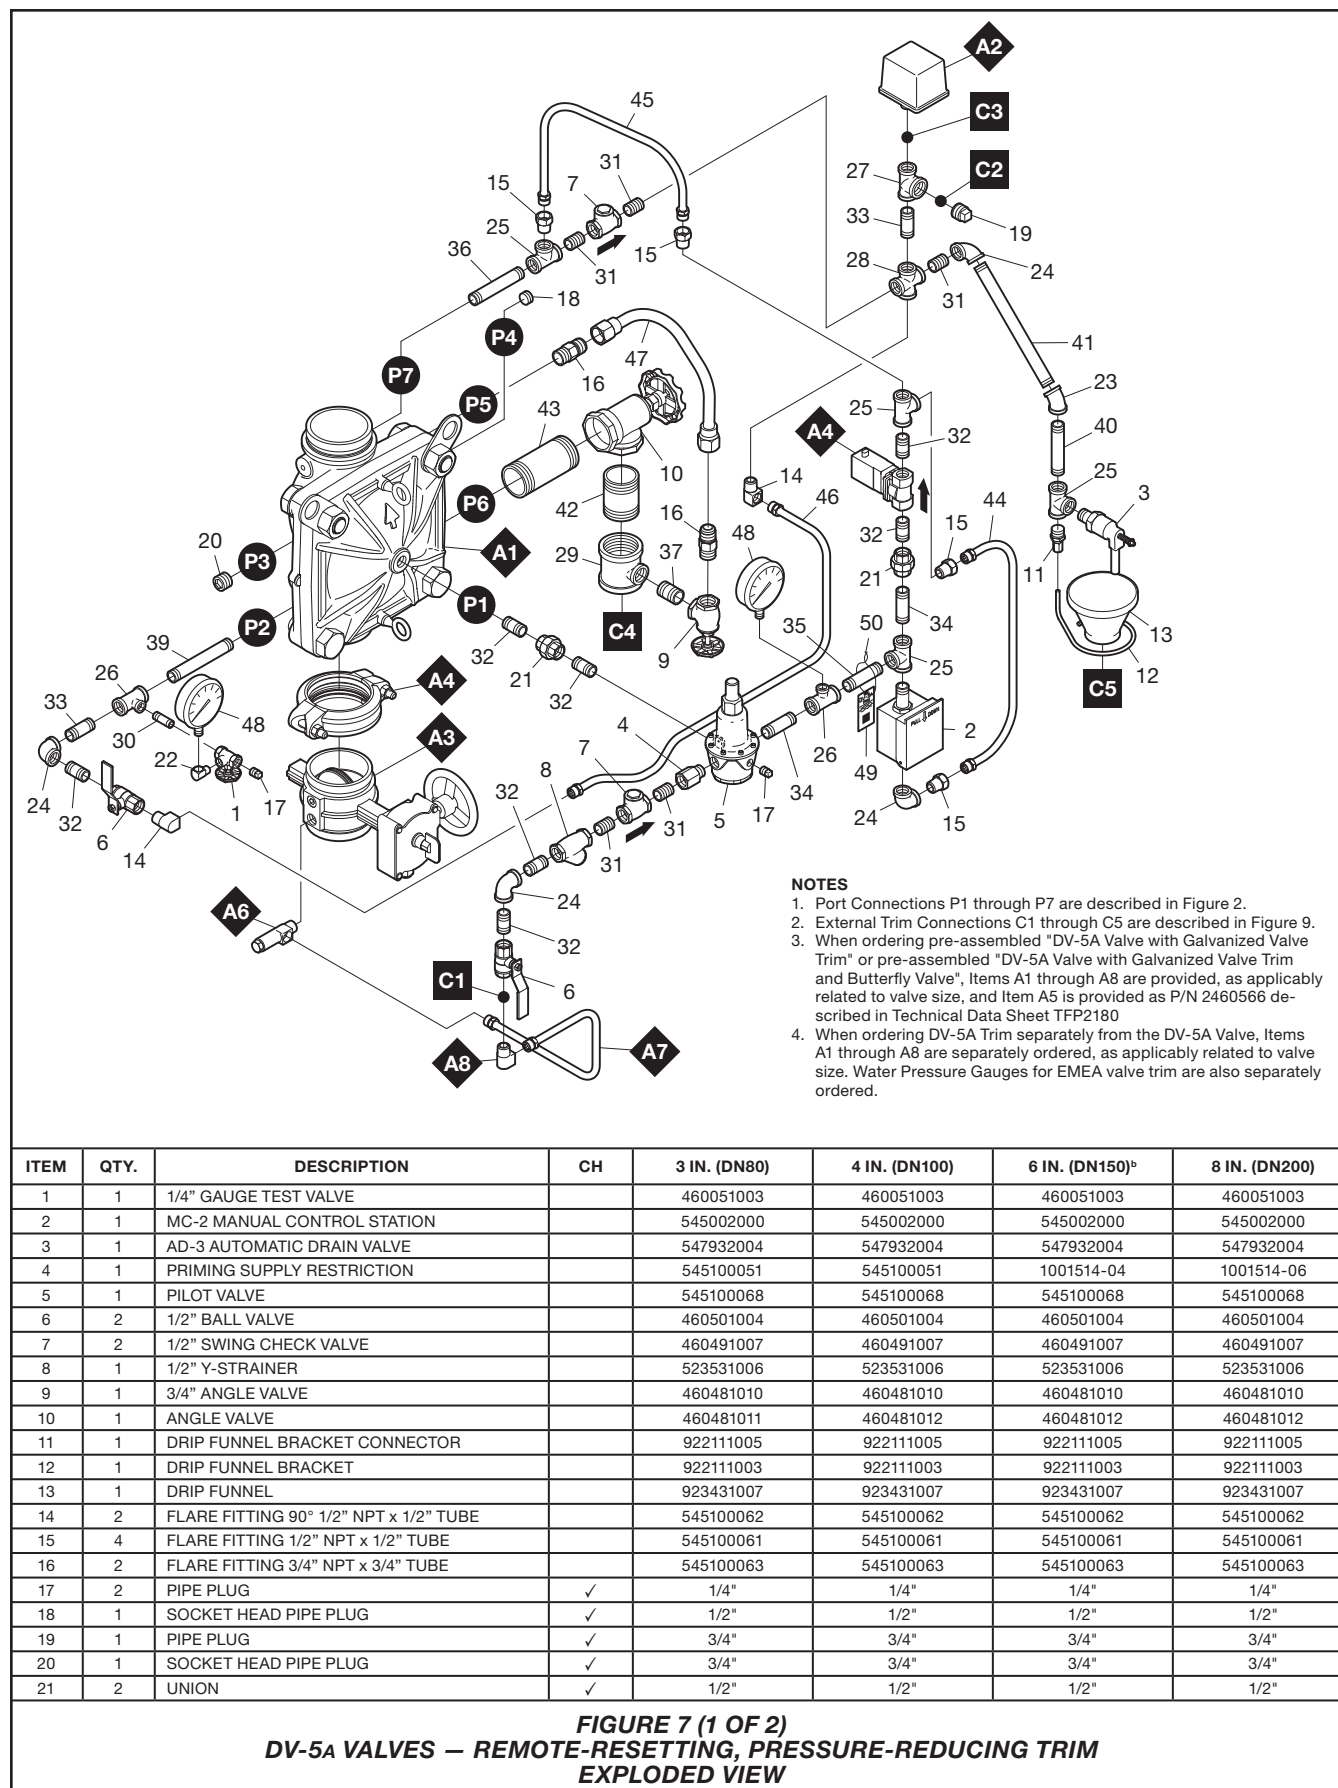 A2
C3
C2
45
31
7
15
27
33
19
25
36
31
15
28
31
24
18
P4
P7
47
41
P5
16
43
23
25
A4
32
40
10
14
46
25
3
P6
42
16
48
32
15
44
20
P3
A1
29
37
21
11
P1
C4
35
50
34
13
P2
39
32
21
32
9
25
12
C5
26
A4
33
48
4
26
2
PULL DOWN
30
A3
7
49
22
8
24
32
6
14
1
17
32
31
5
17
34
24
15
31
24
A6
32
C1
6
A8
A7
NOTES
1. Port Connections P1 through P7 are described in Figure 2.
2. External Trim Connections C1 through C5 are described in Figure 9.
3. When ordering pre-assembled "DV-5A Valve with Galvanized Valve
Trim" or pre-assembled "DV-5A Valve with Galvanized Valve Trim
and Butterfly Valve", Items A1 through A8 are provided, as applicably
related to valve size, and Item A5 is provided as P/N 2460566 de-
scribed in Technical Data Sheet TFP2180
4. When ordering DV-5A Trim separately from the DV-5A Valve, Items
A1 through A8 are separately ordered, as applicably related to valve
size. Water Pressure Gauges for EMEA valve trim are also separately
ordered.
ITEM QTY. DESCRIPTION CH 3 IN. (DN80) 4 IN. (DN100) 6 IN. (DN150)ᵇ 8 IN. (DN200)
1 1 1/4” GAUGE TEST VALVE 460051003 460051003 460051003 460051003
2 1 MC-2 MANUAL CONTROL STATION 545002000 545002000 545002000 545002000
3 1 AD-3 AUTOMATIC DRAIN VALVE 547932004 547932004 547932004 547932004
4 1 PRIMING SUPPLY RESTRICTION 545100051 545100051 1001514-04 1001514-06
5 1 PILOT VALVE 545100068 545100068 545100068 545100068
6 2 1/2” BALL VALVE 460501004 460501004 460501004 460501004
7 2 1/2” SWING CHECK VALVE 460491007 460491007 460491007 460491007
8 1 1/2” Y-STRAINER 523531006 523531006 523531006 523531006
9 1 3/4” ANGLE VALVE 460481010 460481010 460481010 460481010
10 1 ANGLE VALVE 460481011 460481012 460481012 460481012
11 1 DRIP FUNNEL BRACKET CONNECTOR 922111005 922111005 922111005 922111005
12 1 DRIP FUNNEL BRACKET 922111003 922111003 922111003 922111003
13 1 DRIP FUNNEL 923431007 923431007 923431007 923431007
14 2 FLARE FITTING 90° 1/2” NPT x 1/2” TUBE 545100062 545100062 545100062 545100062
15 4 FLARE FITTING 1/2” NPT x 1/2” TUBE 545100061 545100061 545100061 545100061
16 2 FLARE FITTING 3/4” NPT x 3/4” TUBE 545100063 545100063 545100063 545100063
17 2 PIPE PLUG ✓ 1/4" 1/4" 1/4" 1/4"
18 1 SOCKET HEAD PIPE PLUG ✓ 1/2" 1/2" 1/2" 1/2"
19 1 PIPE PLUG ✓ 3/4" 3/4" 3/4" 3/4"
20 1 SOCKET HEAD PIPE PLUG ✓ 3/4" 3/4" 3/4" 3/4"
21 2 UNION ✓ 1/2" 1/2" 1/2" 1/2"
FIGURE 7 (1 OF 2)
DV-5A VALVES — REMOTE-RESETTING, PRESSURE-REDUCING TRIM
EXPLODED VIEW